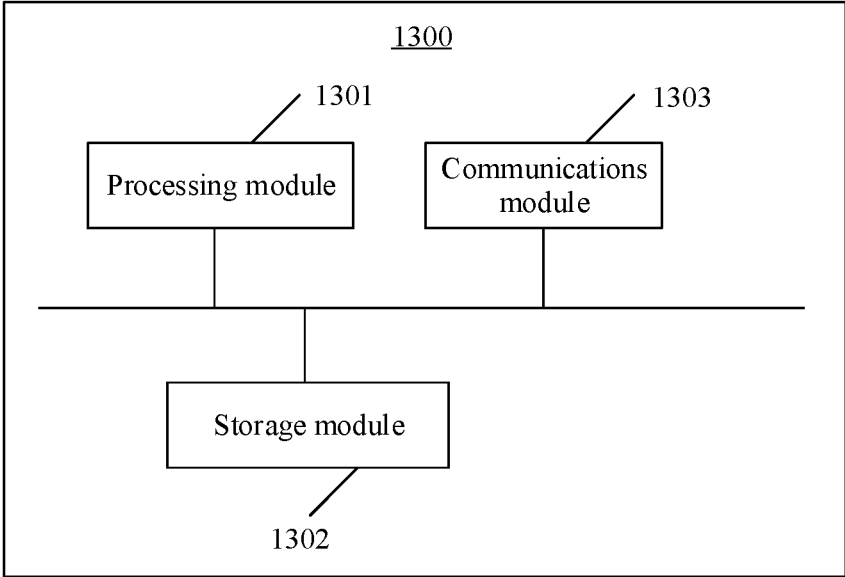 1300
1301
1303
Processing module
Communications
module
Storage module
1302